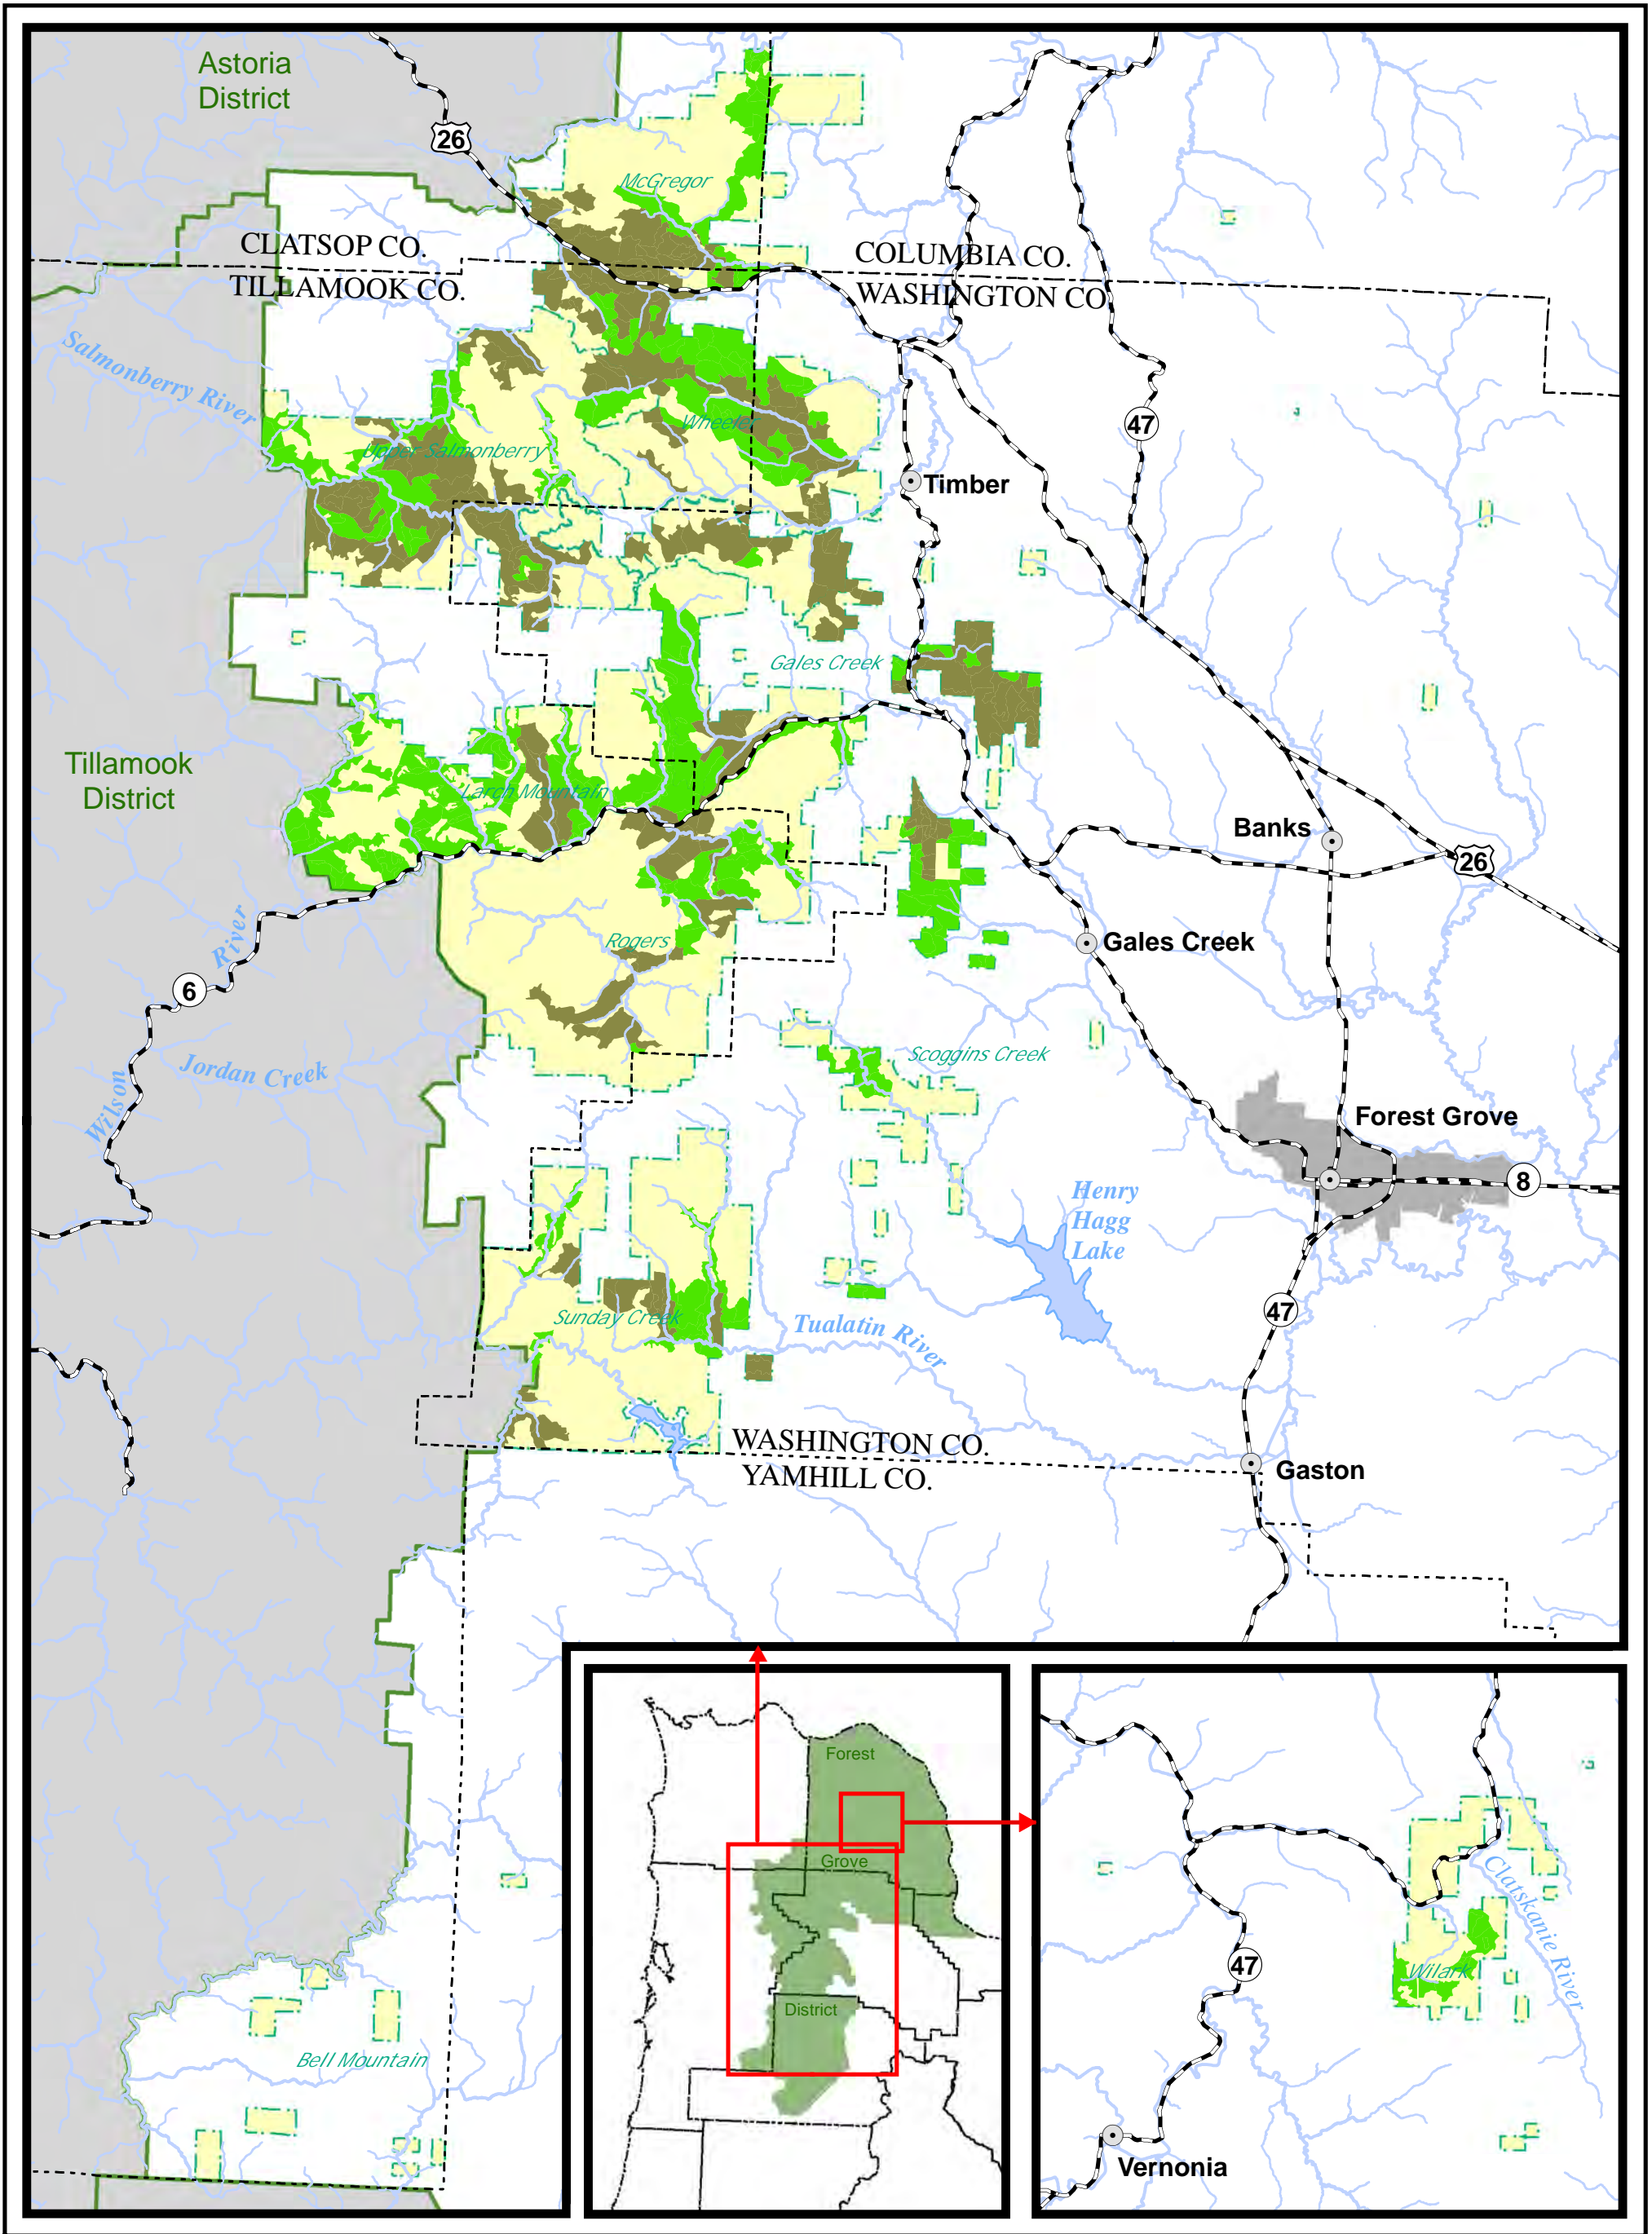 Astoria
District
26
McGregor
CLATSOP CO.
TILLAMOOK CO.
COLUMBIA CO.
WASHINGTON CO.
Salmonberry River
Upper Salmonberry
Wheeler
47
Timber
Gales Creek
Tillamook
District
Larch Mountain
Banks
26
Gales Creek
Rogers
6
Wilson River
Jordan Creek
Scoggins Creek
Forest Grove
8
Henry
Hagg
Lake
47
Sunday Creek
Tualatin River
WASHINGTON CO.
YAMHILL CO.
Gaston
Bell Mountain
Forest
Grove
District
Clatskanie River
47
Wilark
Vernonia